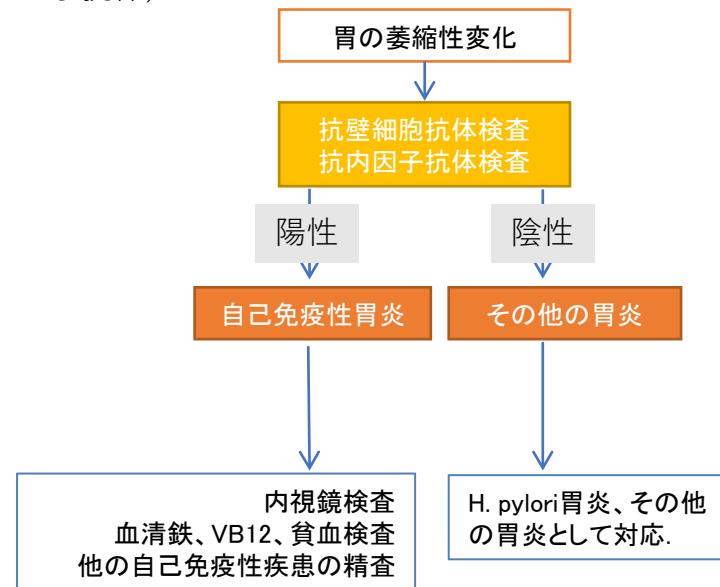 胃の萎縮性変化
抗壁細胞抗体検査
抗内因子抗体検査
陽性
陰性
自己免疫性胃炎
その他の胃炎
内視鏡検査
血清鉄、VB12、貧血検査
他の自己免疫性疾患の精査
H. pylori胃炎、その他
の胃炎として対応.